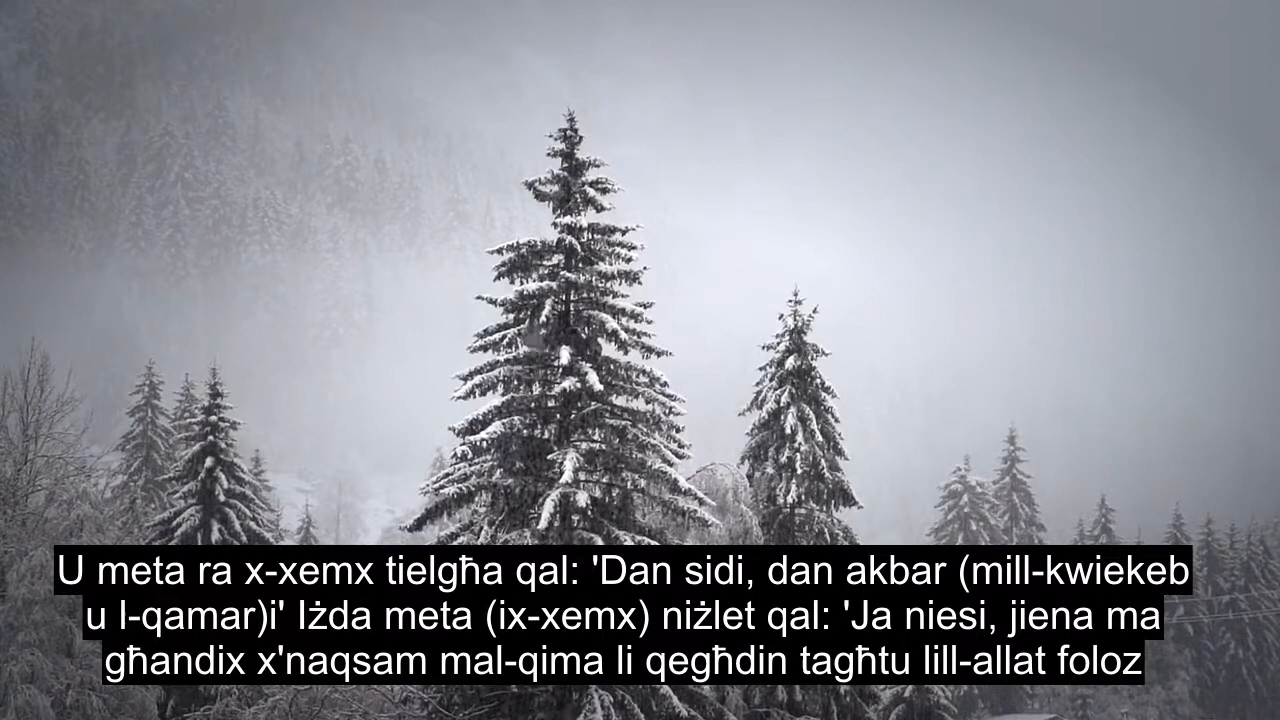 U meta ra x-xemx tielgħa qal: 'Dan sidi, dan akbar (mill-kwiekeb
u l-qamar)i' Iżda meta (ix-xemx) niżlet qal: 'Ja niesi, jiena ma
għandix x'naqsam mal-qima li qegħdin tagħtu lill-allat foloz